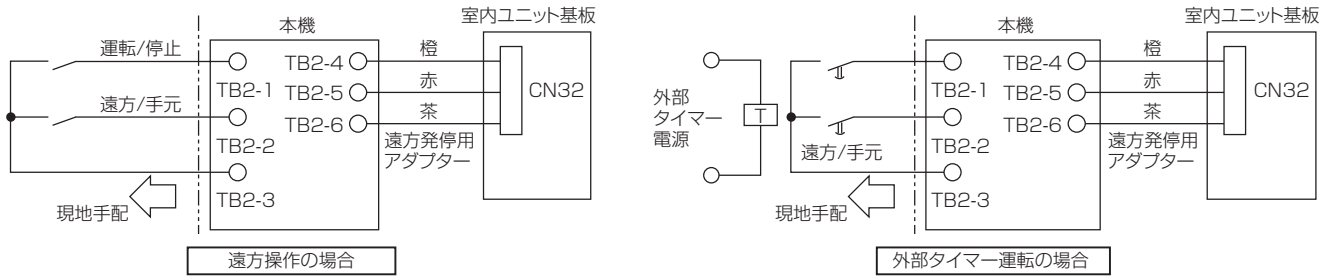 室内ユニット基板
本機
運転/停止
TB2-1
遠方/手元
TB2-2
TB2-3
TB2-4
TB2-5
TB2-6
橙
赤
茶
遠方発停用
アダプター
CN32
現地手配
遠方操作の場合
室内ユニット基板
本機
外部
タイマー
電源
T
遠方/手元
TB2-1
TB2-2
TB2-3
TB2-4
TB2-5
TB2-6
橙
赤
茶
遠方発停用
アダプター
CN32
現地手配
外部タイマー運転の場合